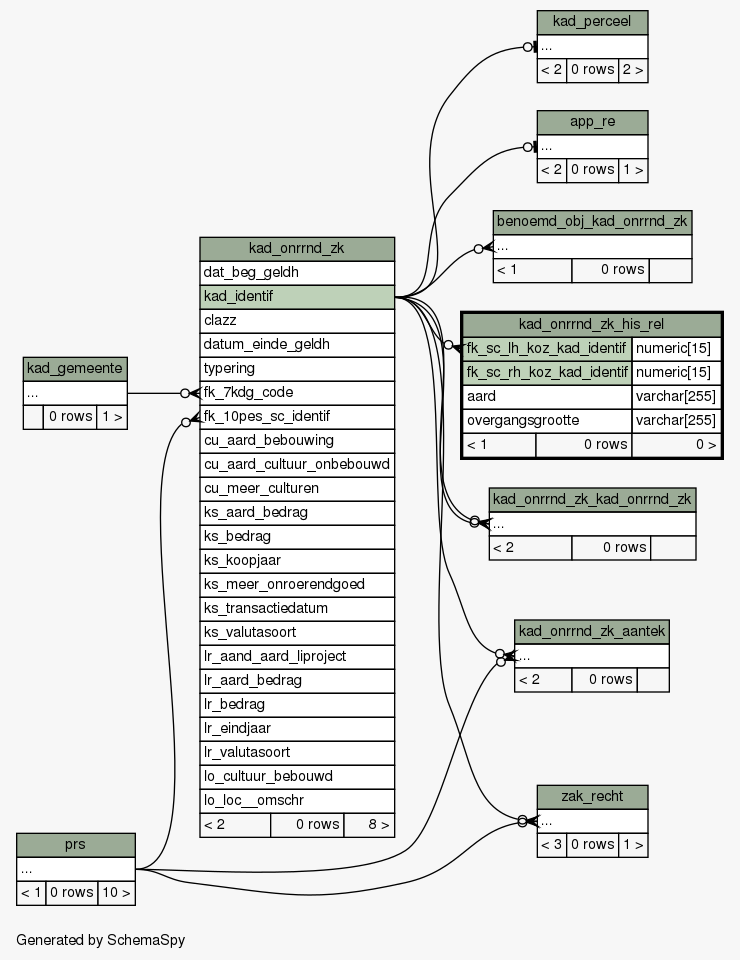 kad_perceel
...
< 2 0 rows 2 >
app_re
...
< 2 0 rows 1 >
benoemd_obj_kad_onrrnd_zk
...
< 1 0 rows
kad_onrrnd_zk
dat_beg_geldh
kad_identif
clazz
datum_einde_geldh
typering
fk_7kdg_code
fk_10pes_sc_identif
cu_aard_bebouwing
cu_aard_cultuur_onbebouwd
cu_meer_culturen
ks_aard_bedrag
ks_bedrag
ks_koopjaar
ks_meer_onroerendgoed
ks_transactiedatum
ks_valutasoort
lr_aand_aard_liproject
lr_aard_bedrag
lr_bedrag
lr_eindjaar
lr_valutasoort
lo_cultuur_bebouwd
lo_loc__omschr
< 2 0 rows 8 >
kad_onrrnd_zk_his_rel
fk_sc_lh_koz_kad_identif numeric[15]
fk_sc_rh_koz_kad_identif numeric[15]
aard varchar[255]
overgangsgrootte varchar[255]
< 1 0 rows 0 >
kad_gemeente
...
0 rows 1 >
kad_onrrnd_zk_kad_onrrnd_zk
...
< 2 0 rows
kad_onrrnd_zk_aantek
...
< 2 0 rows
zak_recht
...
< 3 0 rows 1 >
prs
...
< 1 0 rows 10 >
Generated by SchemaSpy